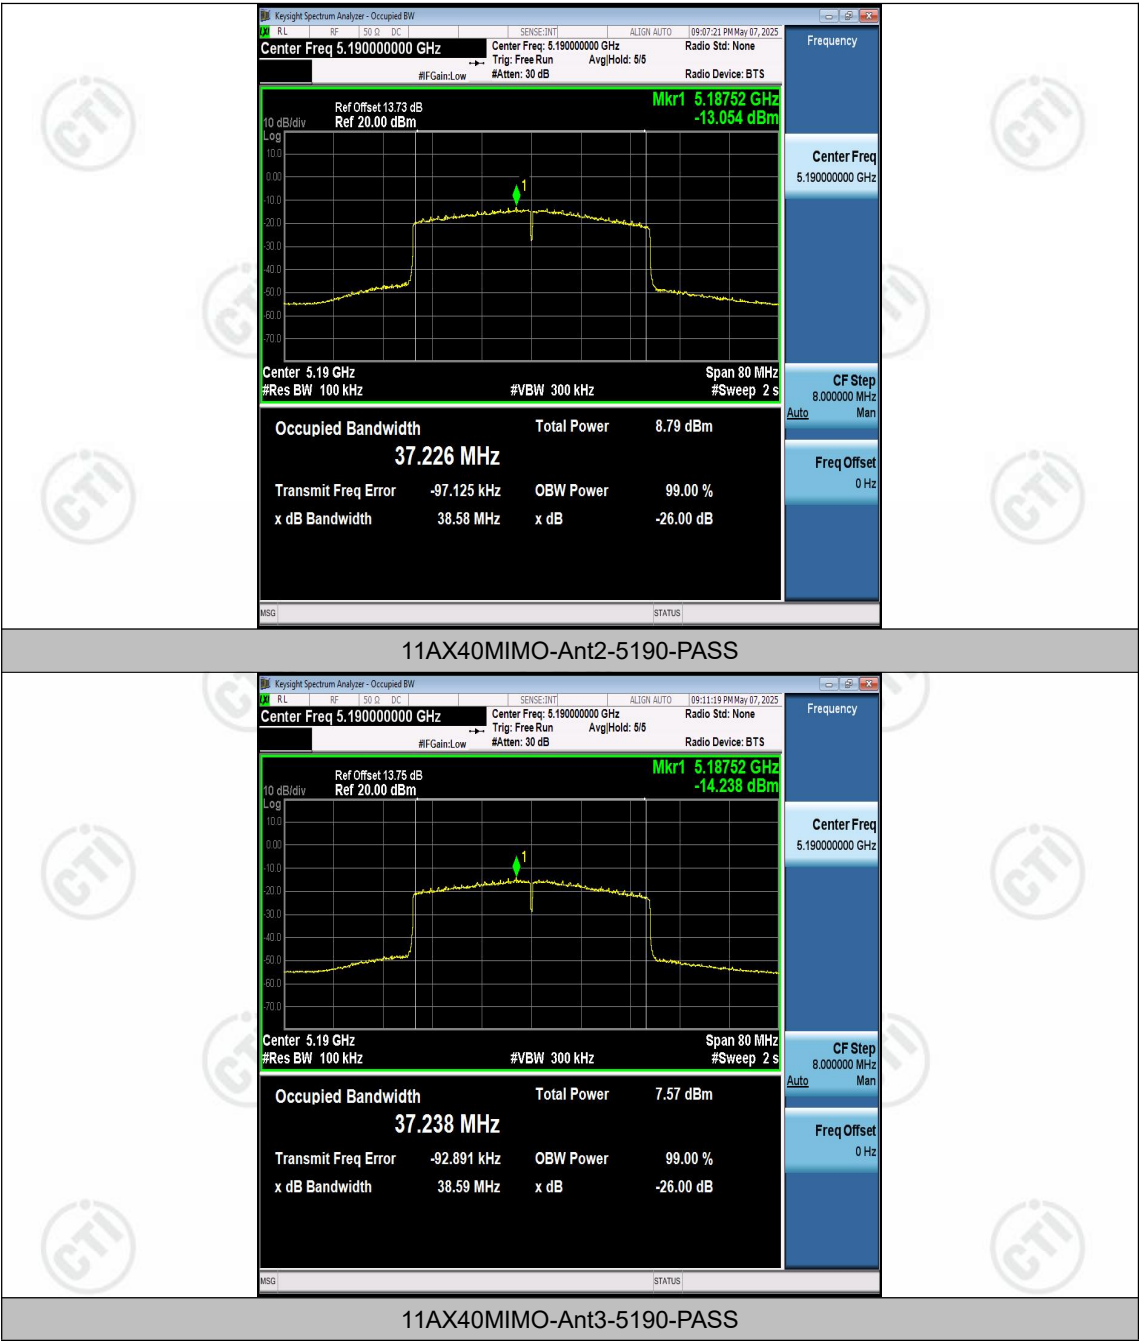 Keysight Spectrum Analyzer - Occupied BW
RL RF 50 Ω DC SENSE:INT ALIGN AUTO 09:07:21 PM May 07, 2025
Center Freq 5.190000000 GHz Center Freq: 5.190000000 GHz Radio Std: None Frequency
Trig: Free Run Avg|Hold: 5/5
#IFGain:Low #Atten: 30 dB Radio Device: BTS
Mkr1 5.18752 GHz
Ref Offset 13.73 dB
10 dB/div Ref 20.00 dBm -13.054 dBm
Log
10.0
0.00
-10.0
-20.0
-30.0
-40.0
-50.0
-60.0
-70.0
1
Center Freq
5.190000000 GHz
Center 5.19 GHz Span 80 MHz
#Res BW 100 kHz #VBW 300 kHz #Sweep 2 s
CF Step
8.000000 MHz
Auto Man
Occupied Bandwidth Total Power 8.79 dBm
37.226 MHz
Freq Offset
0 Hz
Transmit Freq Error -97.125 kHz OBW Power 99.00 %
x dB Bandwidth 38.58 MHz x dB -26.00 dB
MSG STATUS
11AX40MIMO-Ant2-5190-PASS
Keysight Spectrum Analyzer - Occupied BW
RL RF 50 Ω DC SENSE:INT ALIGN AUTO 09:11:19 PM May 07, 2025
Center Freq 5.190000000 GHz Center Freq: 5.190000000 GHz Radio Std: None Frequency
Trig: Free Run Avg|Hold: 5/5
#IFGain:Low #Atten: 30 dB Radio Device: BTS
Mkr1 5.18752 GHz
Ref Offset 13.75 dB
10 dB/div Ref 20.00 dBm -14.238 dBm
Log
10.0
0.00
-10.0
-20.0
-30.0
-40.0
-50.0
-60.0
-70.0
1
Center Freq
5.190000000 GHz
Center 5.19 GHz Span 80 MHz
#Res BW 100 kHz #VBW 300 kHz #Sweep 2 s
CF Step
8.000000 MHz
Auto Man
Occupied Bandwidth Total Power 7.57 dBm
37.238 MHz
Freq Offset
0 Hz
Transmit Freq Error -92.891 kHz OBW Power 99.00 %
x dB Bandwidth 38.59 MHz x dB -26.00 dB
MSG STATUS
11AX40MIMO-Ant3-5190-PASS
CTI
CTI
CTI
CTI
CTI
CTI
CTI
CTI
CTI
CTI